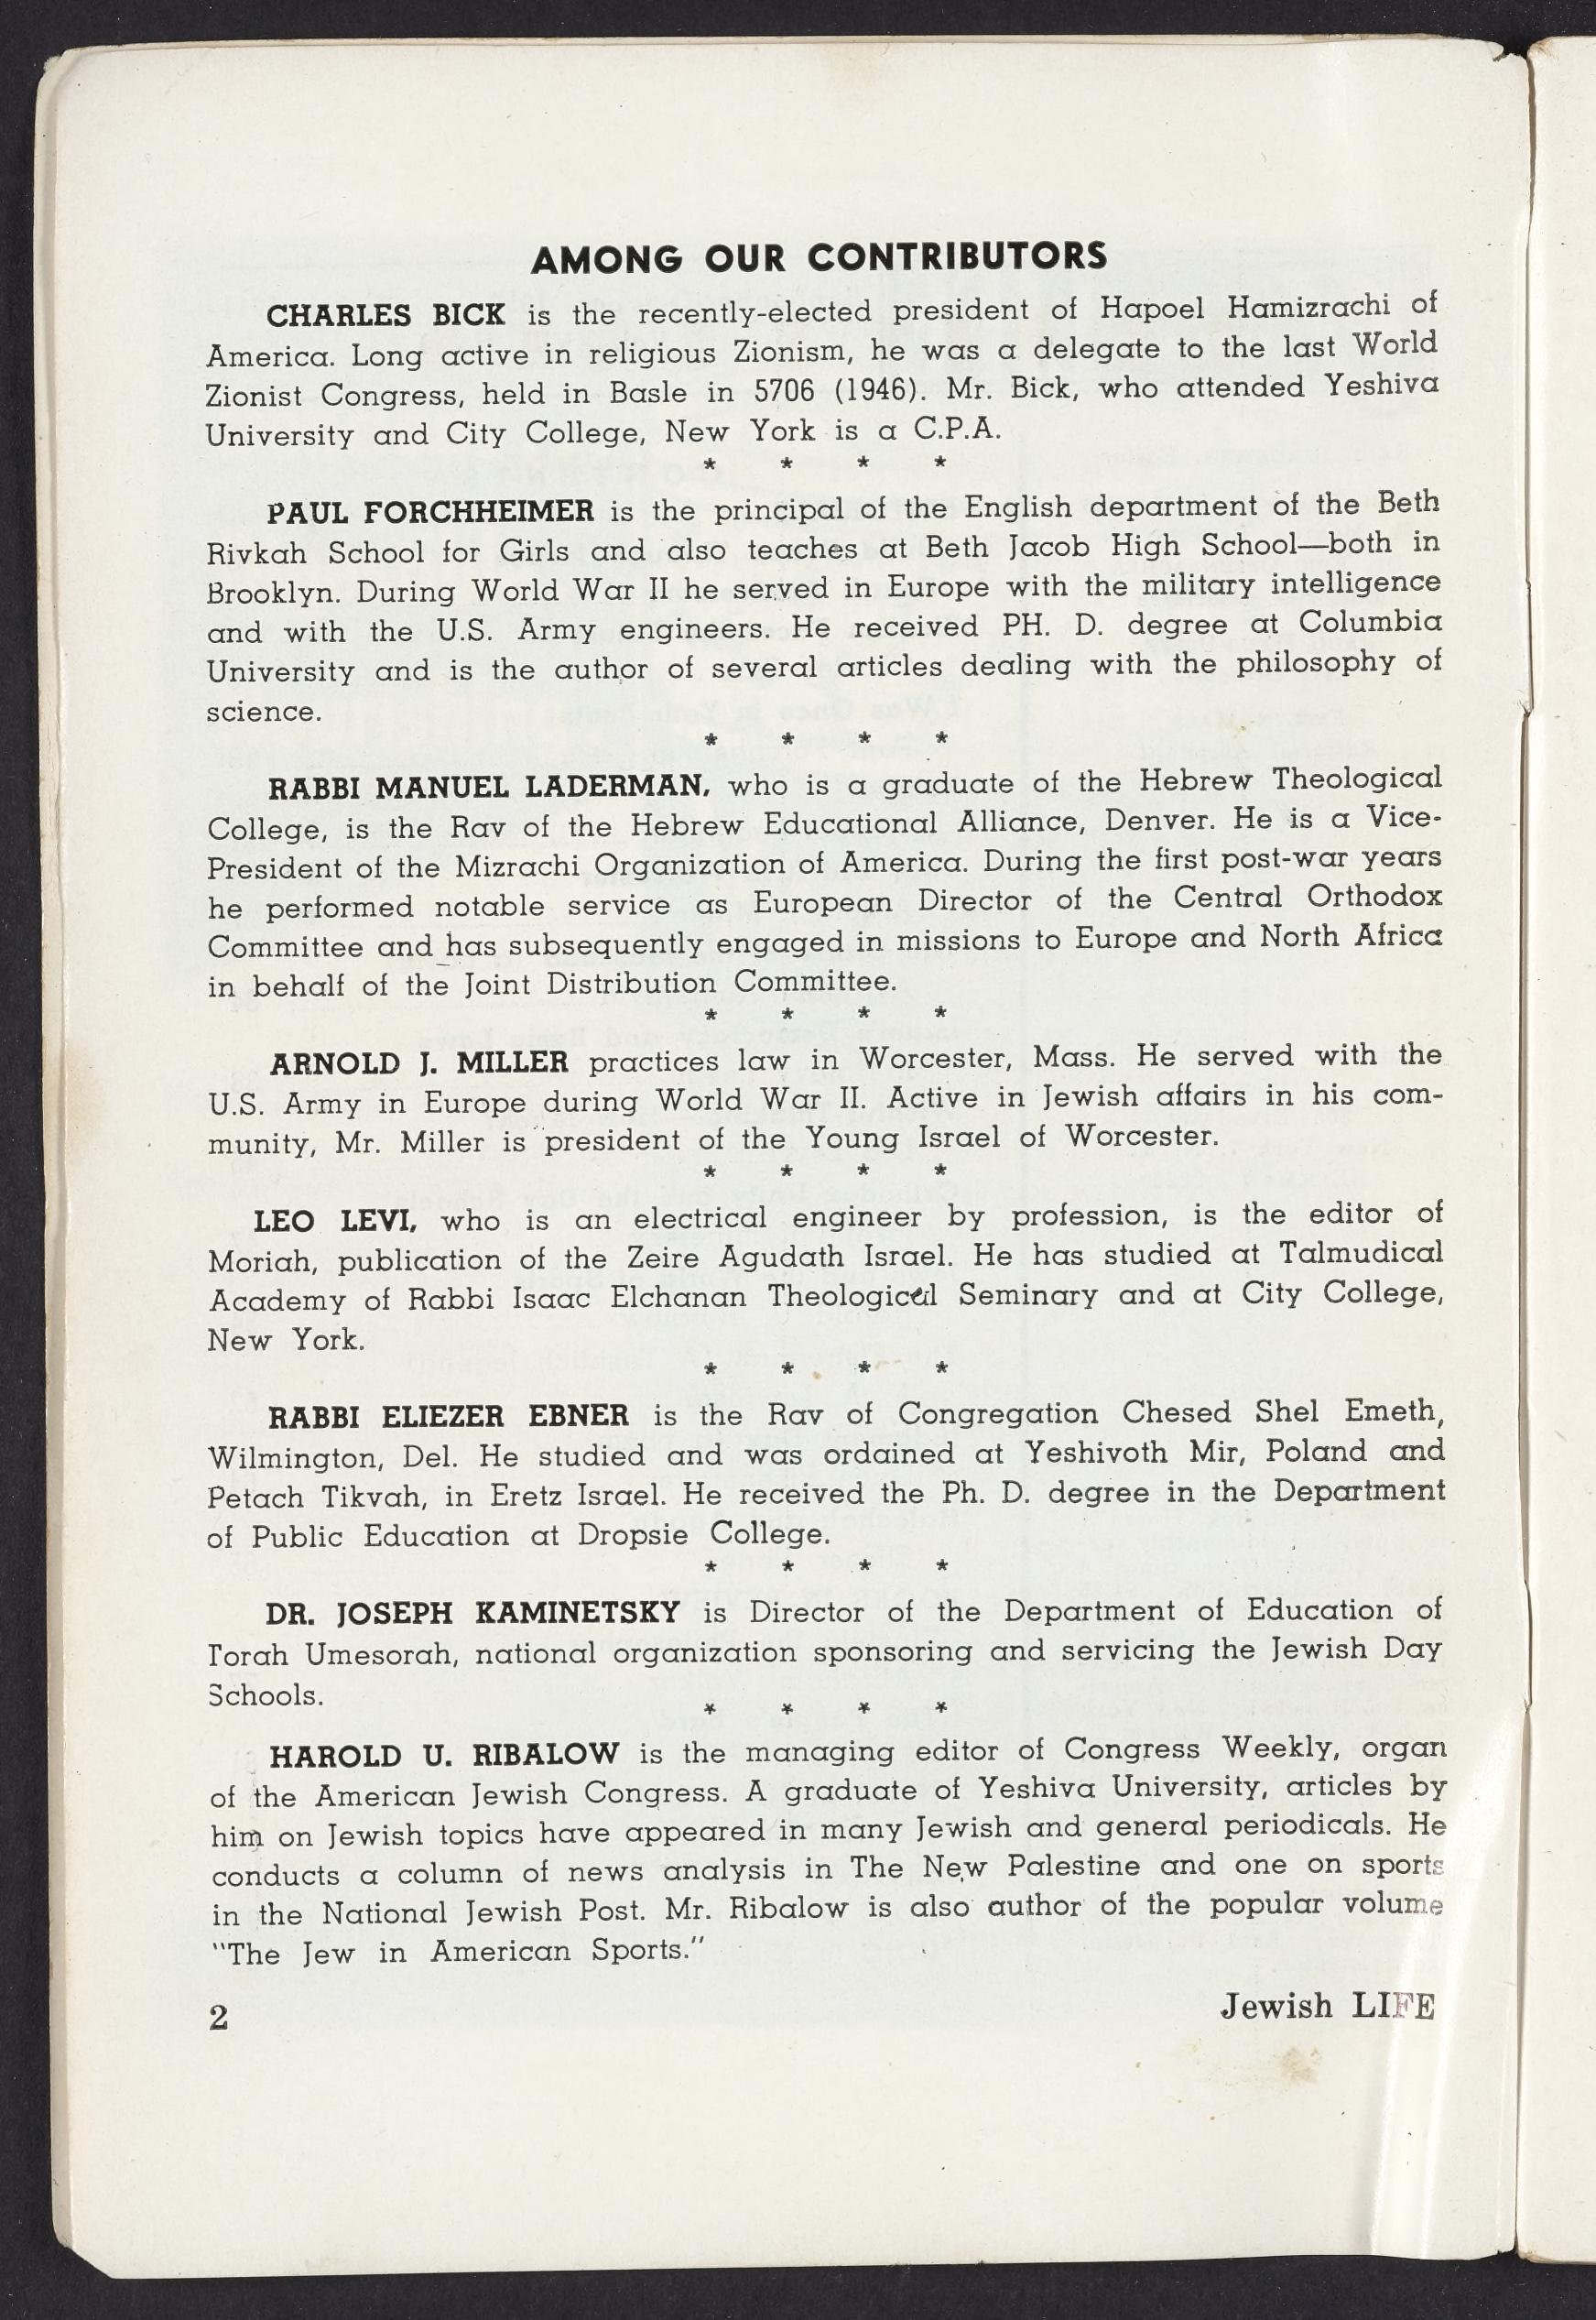 AMONG OUR CONTRIBUTORS
CHARLES BICK is the recently-elected president of Hapoel Hamizrachi of
America. Long active in religious Zionism, he was a delegate to the last World
Zionist Congress, held in Basle in 5706 (1946). Mr. Bick, who attended Yeshiva
University and City College, New York is a C.P.A.
* * * *
PAUL FORCHHEIMER is the principal of the English department of the Beth
Rivkah School for Girls and also teaches at Beth Jacob High School—both in
Brooklyn. During World War II he served in Europe with the military intelligence
and with the U.S. Army engineers. He received PH. D. degree at Columbia
University and is the author of several articles dealing with the philosophy of
science.
* * * *
RABBI MANUEL LADERMAN, who is a graduate of the Hebrew Theological
College, is the Rav of the Hebrew Educational Alliance, Denver. He is a Vice-
President of the Mizrachi Organization of America. During the first post-war years
he performed notable service as European Director of the Central Orthodox
Committee and has subsequently engaged in missions to Europe and North Africa
in behalf of the Joint Distribution Committee.
* * * *
ARNOLD J. MILLER practices law in Worcester, Mass. He served with the
U.S. Army in Europe during World War II. Active in Jewish affairs in his com-
munity, Mr. Miller is president of the Young Israel of Worcester.
* * * *
LEO LEVI, who is an electrical engineer by profession, is the editor of
Moriah, publication of the Zeire Agudath Israel. He has studied at Talmudical
Academy of Rabbi Isaac Elchanan Theological Seminary and at City College,
New York.
* * * *
RABBI ELIEZER EBNER is the Rav of Congregation Chesed Shel Emeth,
Wilmington, Del. He studied and was ordained at Yeshivoth Mir, Poland and
Petach Tikvah, in Eretz Israel. He received the Ph. D. degree in the Department
of Public Education at Dropsie College.
* * * *
DR. JOSEPH KAMINETSKY is Director of the Department of Education of
Torah Umesorah, national organization sponsoring and servicing the Jewish Day
Schools.
* * * *
HAROLD U. RIBALOW is the managing editor of Congress Weekly, organ
of the American Jewish Congress. A graduate of Yeshiva University, articles by
him on Jewish topics have appeared in many Jewish and general periodicals. He
conducts a column of news analysis in The New Palestine and one on sports
in the National Jewish Post. Mr. Ribalow is also author of the popular volume
"The Jew in American Sports."
2
Jewish LIFE